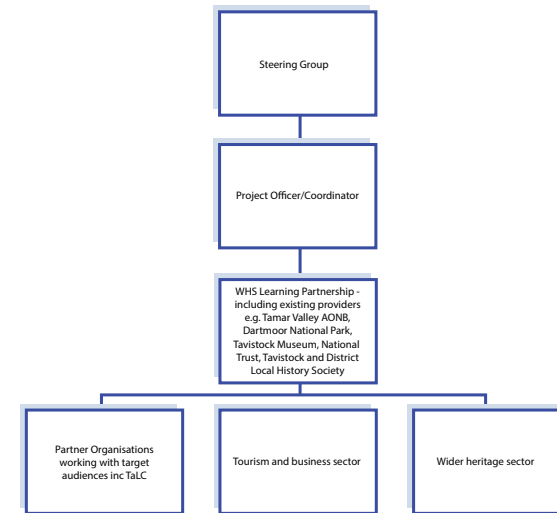 Steering Group
Project Officer/Coordinator
WHS Learning Partnership -
including existing providers
e.g. Tamar Valley AONB,
Dartmoor National Park,
Tavistock Museum, National
Trust, Tavistock and District
Local History Society
Partner Organisations
working with target
audiences inc TaLC
Tourism and business sector
Wider heritage sector